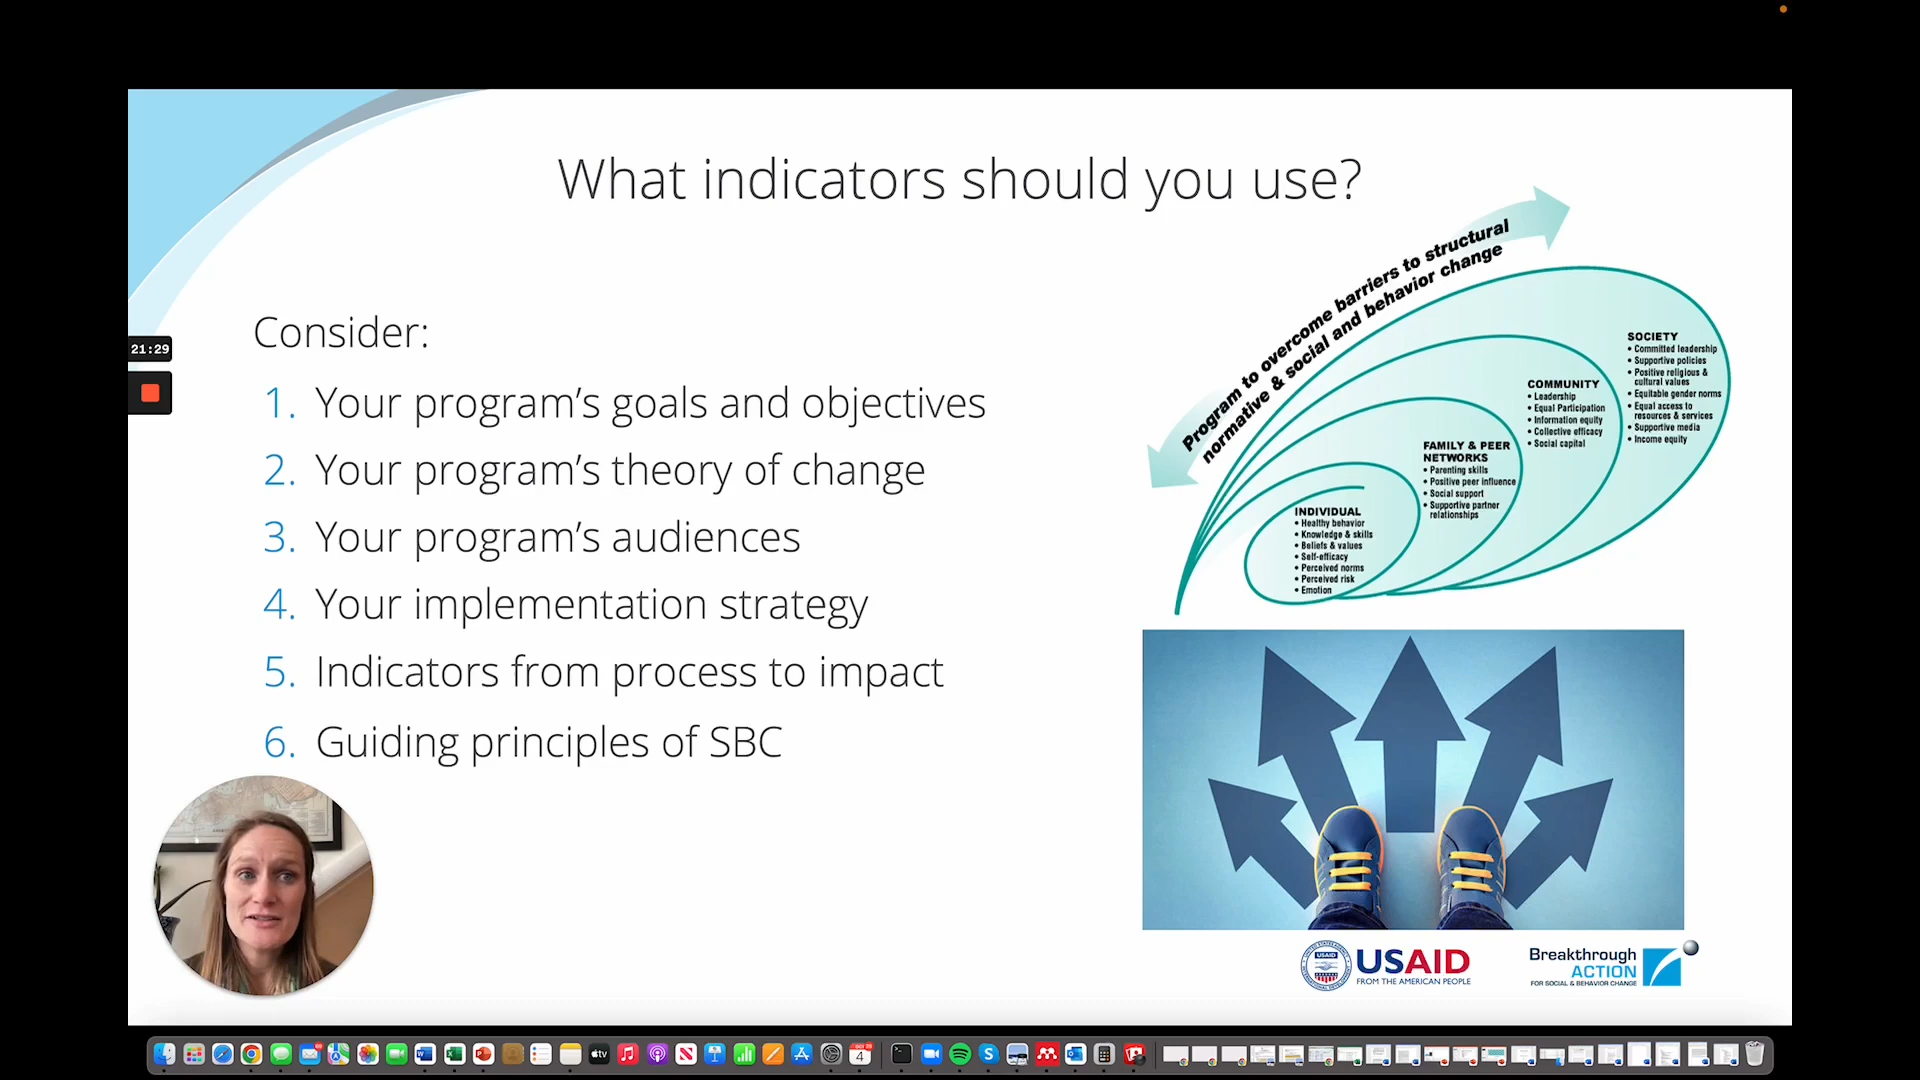 What indicators should you use?
Consider:
1. Your program's goals and objectives
2. Your program's theory of change
3. Your program's audiences
4. Your implementation strategy
5. Indicators from process to impact
6. Guiding principles of SBC
21:29
Program to overcome barriers to structural
normative & social and behavior change
INDIVIDUAL
• Healthy behavior
• Knowledge & skills
• Beliefs & values
• Self-efficacy
• Perceived norms
• Perceived risk
• Emotion
FAMILY & PEER
NETWORKS
• Parenting skills
• Positive peer influence
• Social support
• Supportive partner
relationships
COMMUNITY
• Leadership
• Equal Participation
• Information equity
• Collective efficacy
• Social capital
SOCIETY
• Committed leadership
• Supportive policies
• Positive religious &
cultural values
• Equitable gender norms
• Equal access to
resources & services
• Supportive media
• Income equity
USAID
USAID
FROM THE AMERICAN PEOPLE
Breakthrough
ACTION
FOR SOCIAL & BEHAVIOR CHANGE
tv
4